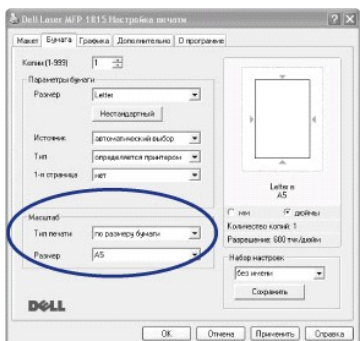 Dell Laser MFP 1815 Настройка печати
Макет Бумага Графика Дополнительно О программе
Копии (1-999) 1
Параметры бумаги
Размер Letter
Нестандартный
Источник автоматический выбор
Тип определяется принтером
1-я страница нет
Letter в
A5
Масштаб
Тип печати по размеру бумаги
Размер A5
мм дюймы
Количество копий: 1
Разрешение: 600 тчк/дюйм
Набор настроек
без имени
Сохранить
DELL
OK Отмена Применить Справка